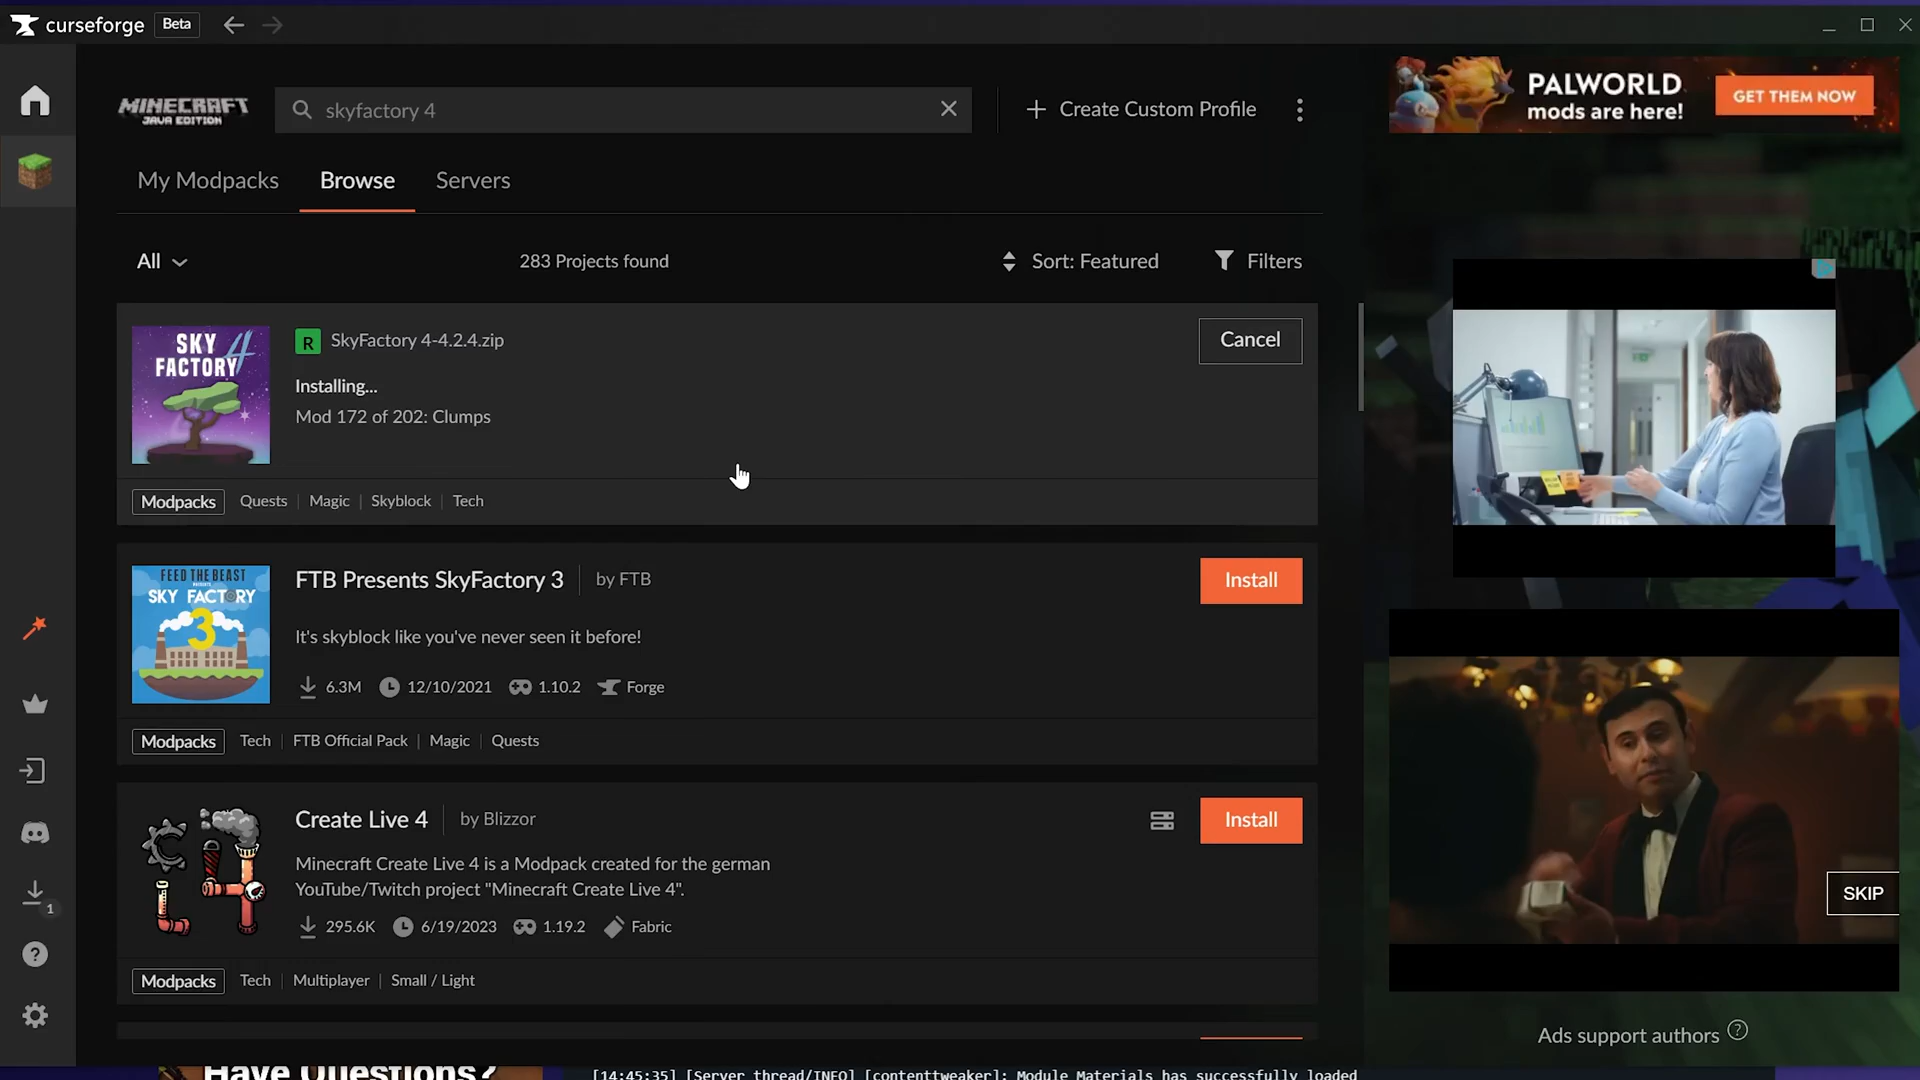 curseforge Beta
MINECRAFT
JAVA EDITION
skyfactory 4
Create Custom Profile
PALWORLD
mods are here!
GET THEM NOW
My Modpacks
Browse
Servers
All
283 Projects found
Sort: Featured
Filters
SKY
FACTORY 4
R SkyFactory 4-4.2.4.zip
Cancel
Installing...
Mod 172 of 202: Clumps
Modpacks Quests | Magic | Skyblock | Tech
FEED THE BEAST
PRESENTS
SKY FACTORY
3
FTB Presents SkyFactory 3 | by FTB
Install
It's skyblock like you've never seen it before!
6.3M 12/10/2021 1.10.2 Forge
Modpacks Tech | FTB Official Pack | Magic | Quests
C
L4
Create Live 4 | by Blizzor
Install
Minecraft Create Live 4 is a Modpack created for the german
YouTube/Twitch project "Minecraft Create Live 4".
295.6K 6/19/2023 1.19.2 Fabric
Modpacks Tech | Multiplayer | Small / Light
1
SKIP
Ads support authors ?
Have Questions?
[14:45:35] [Server thread/INFO] [contenttweaker]: Module Materials has successfully loaded